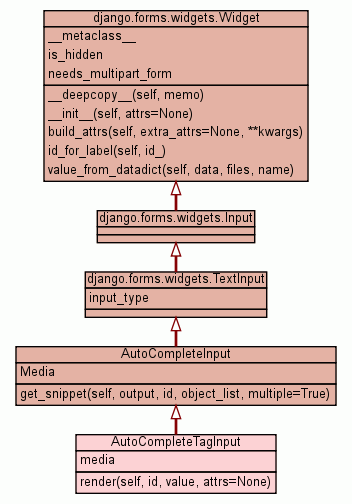 django.forms.widgets.Widget
__metaclass__
is_hidden
needs_multipart_form
__deepcopy__(self, memo)
__init__(self, attrs=None)
build_attrs(self, extra_attrs=None, **kwargs)
id_for_label(self, id_)
value_from_datadict(self, data, files, name)
django.forms.widgets.Input
django.forms.widgets.TextInput
input_type
AutoCompleteInput
Media
get_snippet(self, output, id, object_list, multiple=True)
AutoCompleteTagInput
media
render(self, id, value, attrs=None)